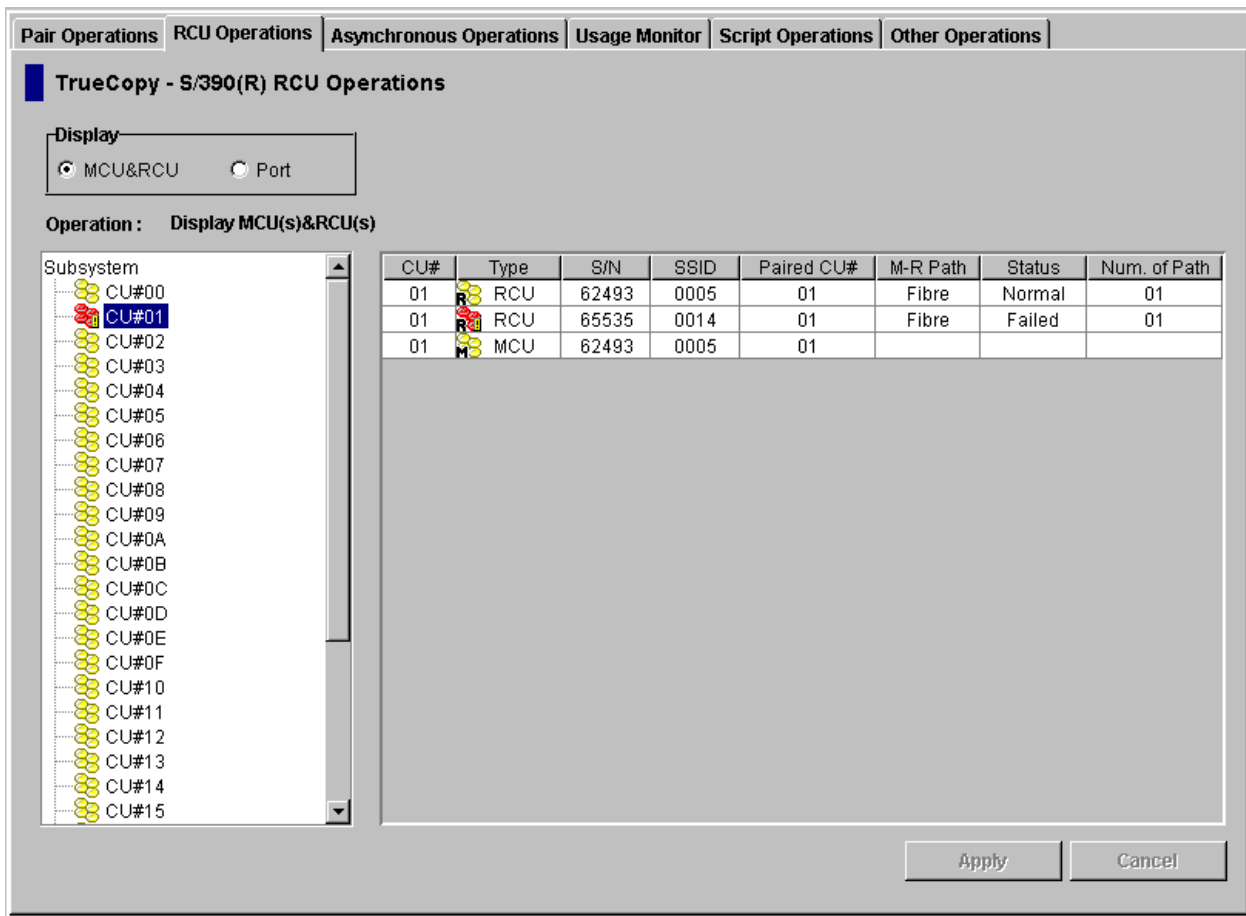 Pair Operations RCU Operations Asynchronous Operations Usage Monitor Script Operations Other Operations
TrueCopy - S/390(R) RCU Operations
Display
MCU&RCU Port
Operation : Display MCU(s)&RCU(s)
Subsystem
CU#00
CU#01
CU#02
CU#03
CU#04
CU#05
CU#06
CU#07
CU#08
CU#09
CU#0A
CU#0B
CU#0C
CU#0D
CU#0E
CU#0F
CU#10
CU#11
CU#12
CU#13
CU#14
CU#15
CU# Type S/N SSID Paired CU# M-R Path Status Num. of Path
01 R RCU 62493 0005 01 Fibre Normal 01
01 R RCU 65535 0014 01 Fibre Failed 01
01 M MCU 62493 0005 01
Apply Cancel